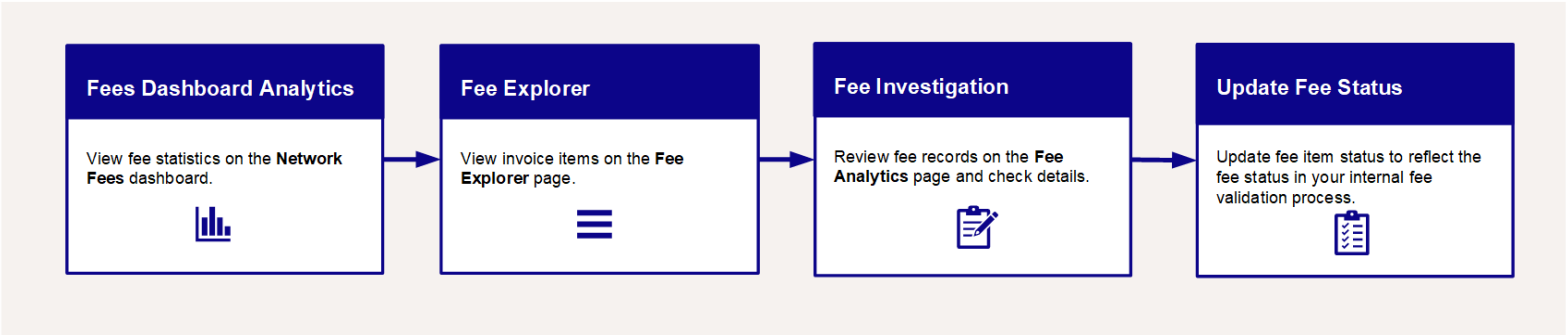 Fees Dashboard Analytics
View fee statistics on the Network
Fees dashboard.
Fee Explorer
View invoice items on the Fee
Explorer page.
Fee Investigation
Review fee records on the Fee
Analytics page and check details.
Update Fee Status
Update fee item status to reflect the
fee status in your internal fee
validation process.